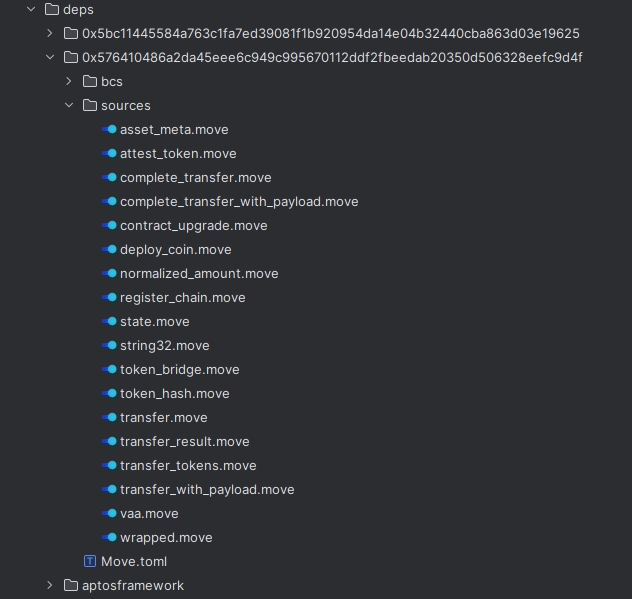 deps
0x5bc11445584a763c1fa7ed39081f1b920954da14e04b32440cba863d03e19625
0x576410486a2da45eee6c949c995670112ddf2fbeedab20350d506328eefc9d4f
bcs
sources
asset_meta.move
attest_token.move
complete_transfer.move
complete_transfer_with_payload.move
contract_upgrade.move
deploy_coin.move
normalized_amount.move
register_chain.move
state.move
string32.move
token_bridge.move
token_hash.move
transfer.move
transfer_result.move
transfer_tokens.move
transfer_with_payload.move
vaa.move
wrapped.move
T Move.toml
aptosframework